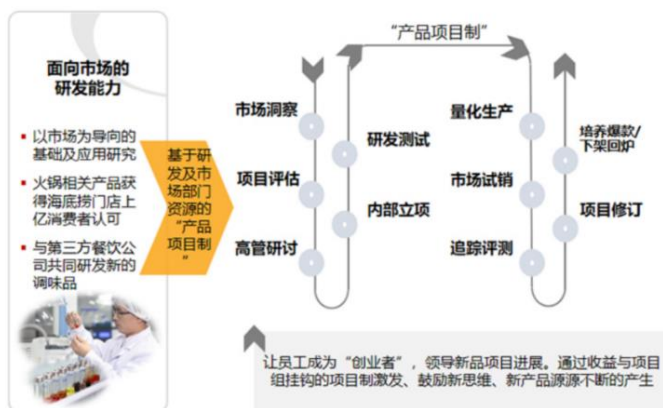 面向市场的
研发能力
以市场为导向的
基础及应用研究
火锅相关产品获
得海底捞门店上
亿消费者认可
与第三方餐饮公
司共同研发新的
调味品
基于研
发及市
场部门
资源的
“产品
项目制
”
“产品项目制”
市场洞察
项目评估
高管研讨
研发测试
内部立项
量化生产
市场试销
追踪评测
培养爆款/
下架回炉
项目修订
让员工成为“创业者”，领导新品项目进展。通过收益与项目
组挂钩的项目制激发、鼓励新思维、新产品源源不断的产生